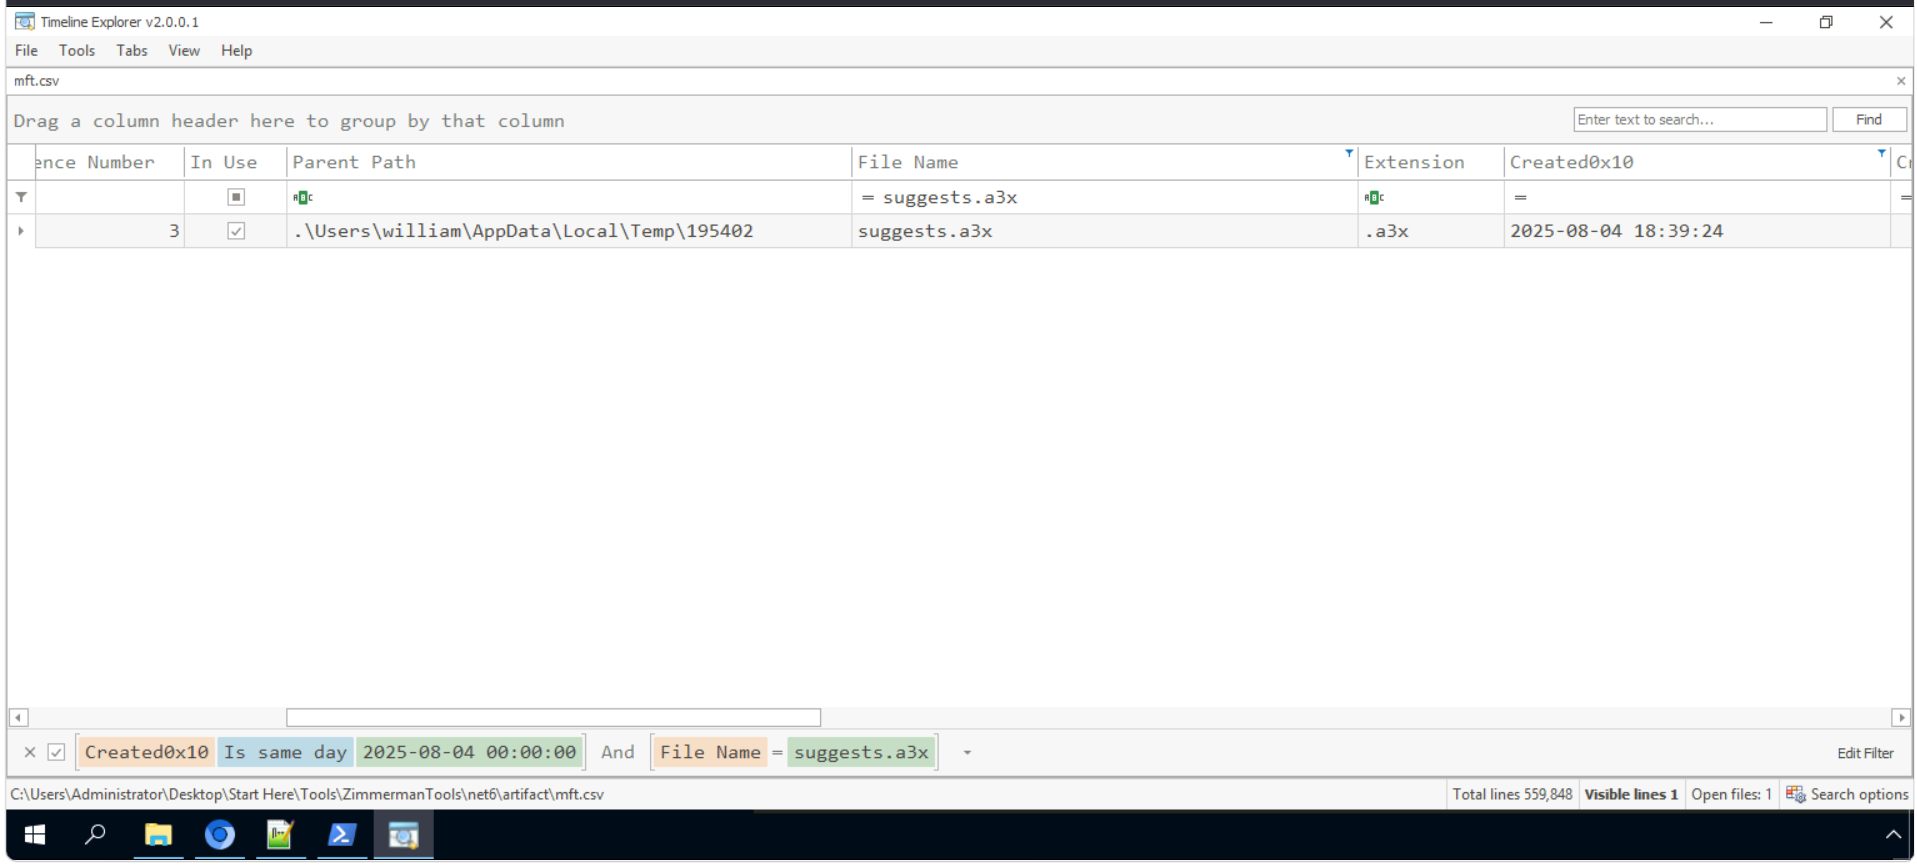 Timeline Explorer v2.0.0.1
File Tools Tabs View Help
mft.csv
Drag a column header here to group by that column
Enter text to search... Find
ence Number In Use Parent Path File Name Extension Created0x10 Cr
= suggests.a3x =  =
3 .\Users\william\AppData\Local\Temp\195402 suggests.a3x .a3x 2025-08-04 18:39:24
Created0x10 Is same day 2025-08-04 00:00:00 And File Name = suggests.a3x Edit Filter
C:\Users\Administrator\Desktop\Start Here\Tools\ZimmermanTools\net6\artifact\mft.csv Total lines 559,848 Visible lines 1 Open files: 1 Search options